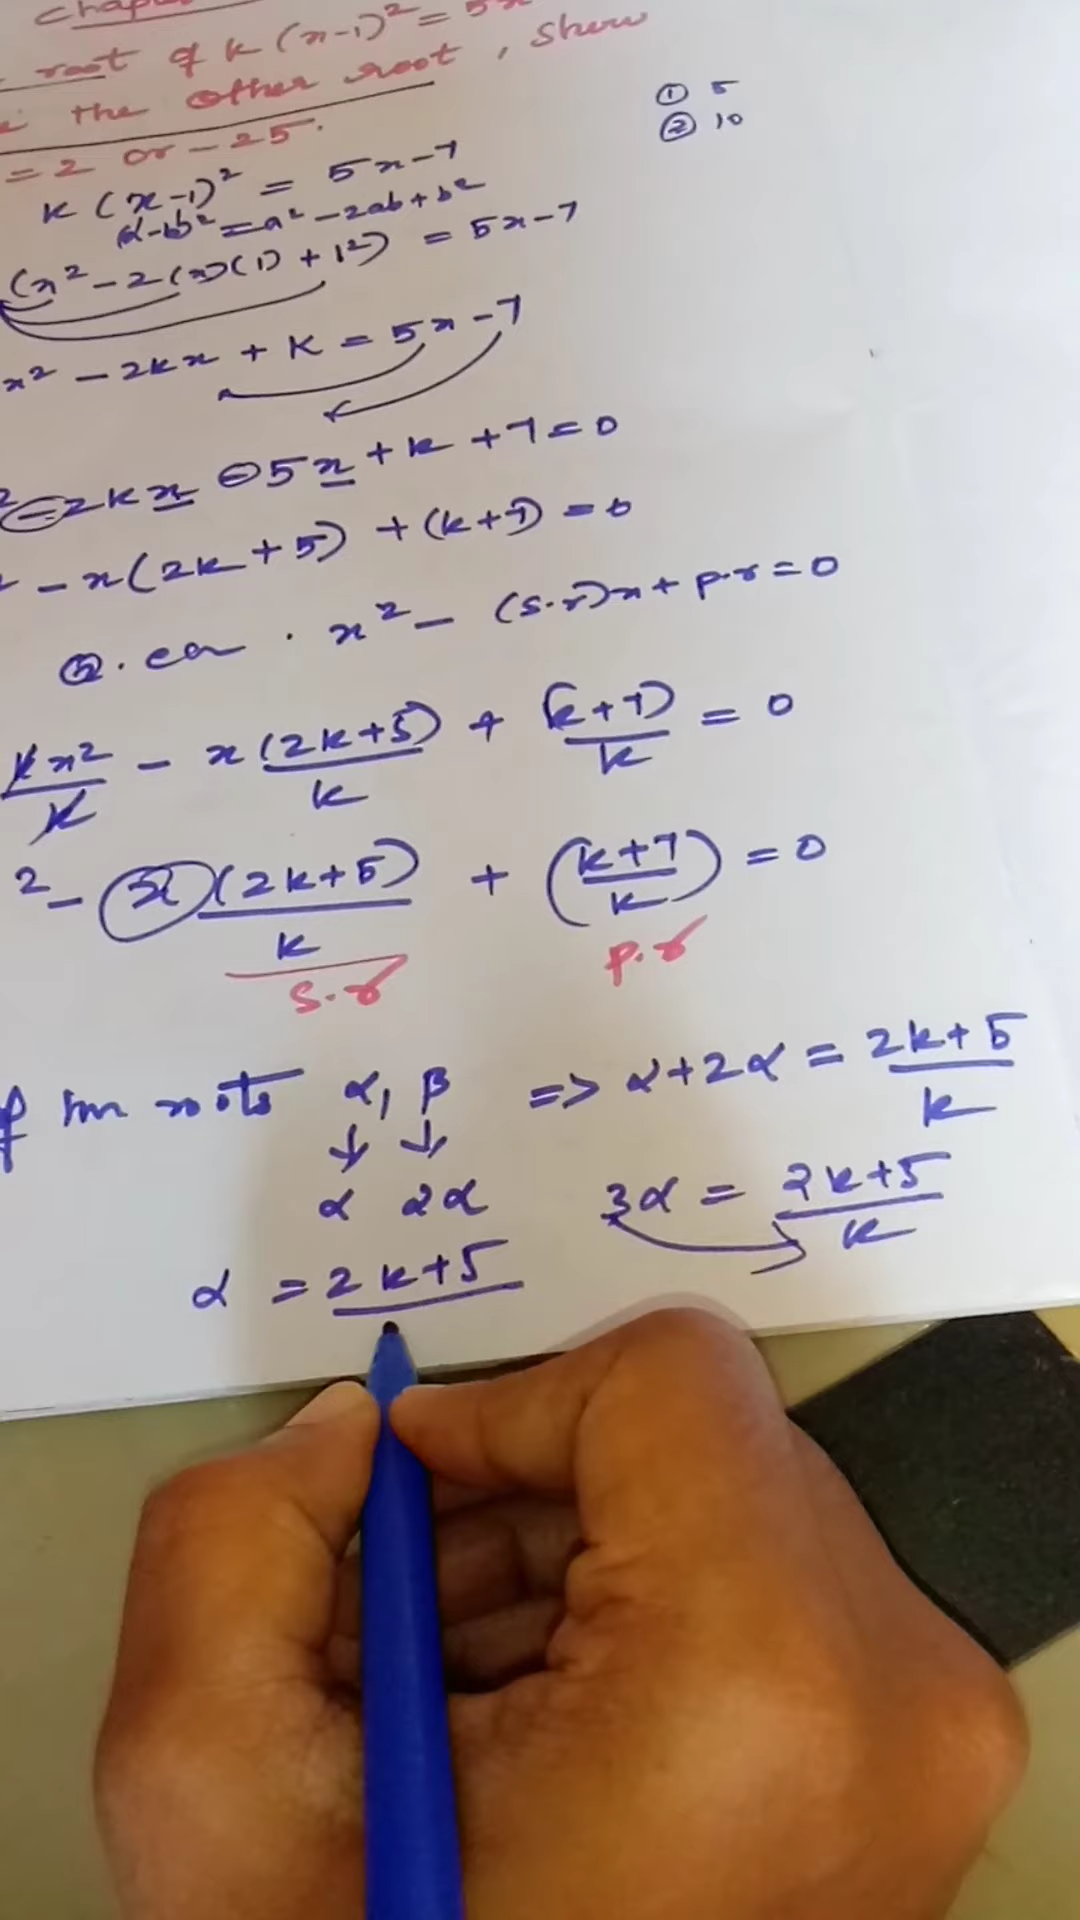 Chapter
root of k (x-1)² = 5x
the other root, show
= 2 or -25.
① 5
② 10
k (x-1)² = 5x-7
(a-b)² = a² - 2ab + b²
(x² - 2(x)(1) + 1²) = 5x-7
x² - 2kx + k = 5x - 7
2 - 2kx - 5x + k + 7 = 0
- x(2k+5) + (k+7) = 0
Q. eq . x² - (s.r)x + p.r = 0
kx²/k - x(2k+5)/k + (k+7)/k = 0
2 - x(2k+5)/k + (k+7/k) = 0
s.r p.r
roots α, β => α+2α = 2k+5/k
↓ ↓
α 2α 3α = 2k+5/k
α = 2k+5